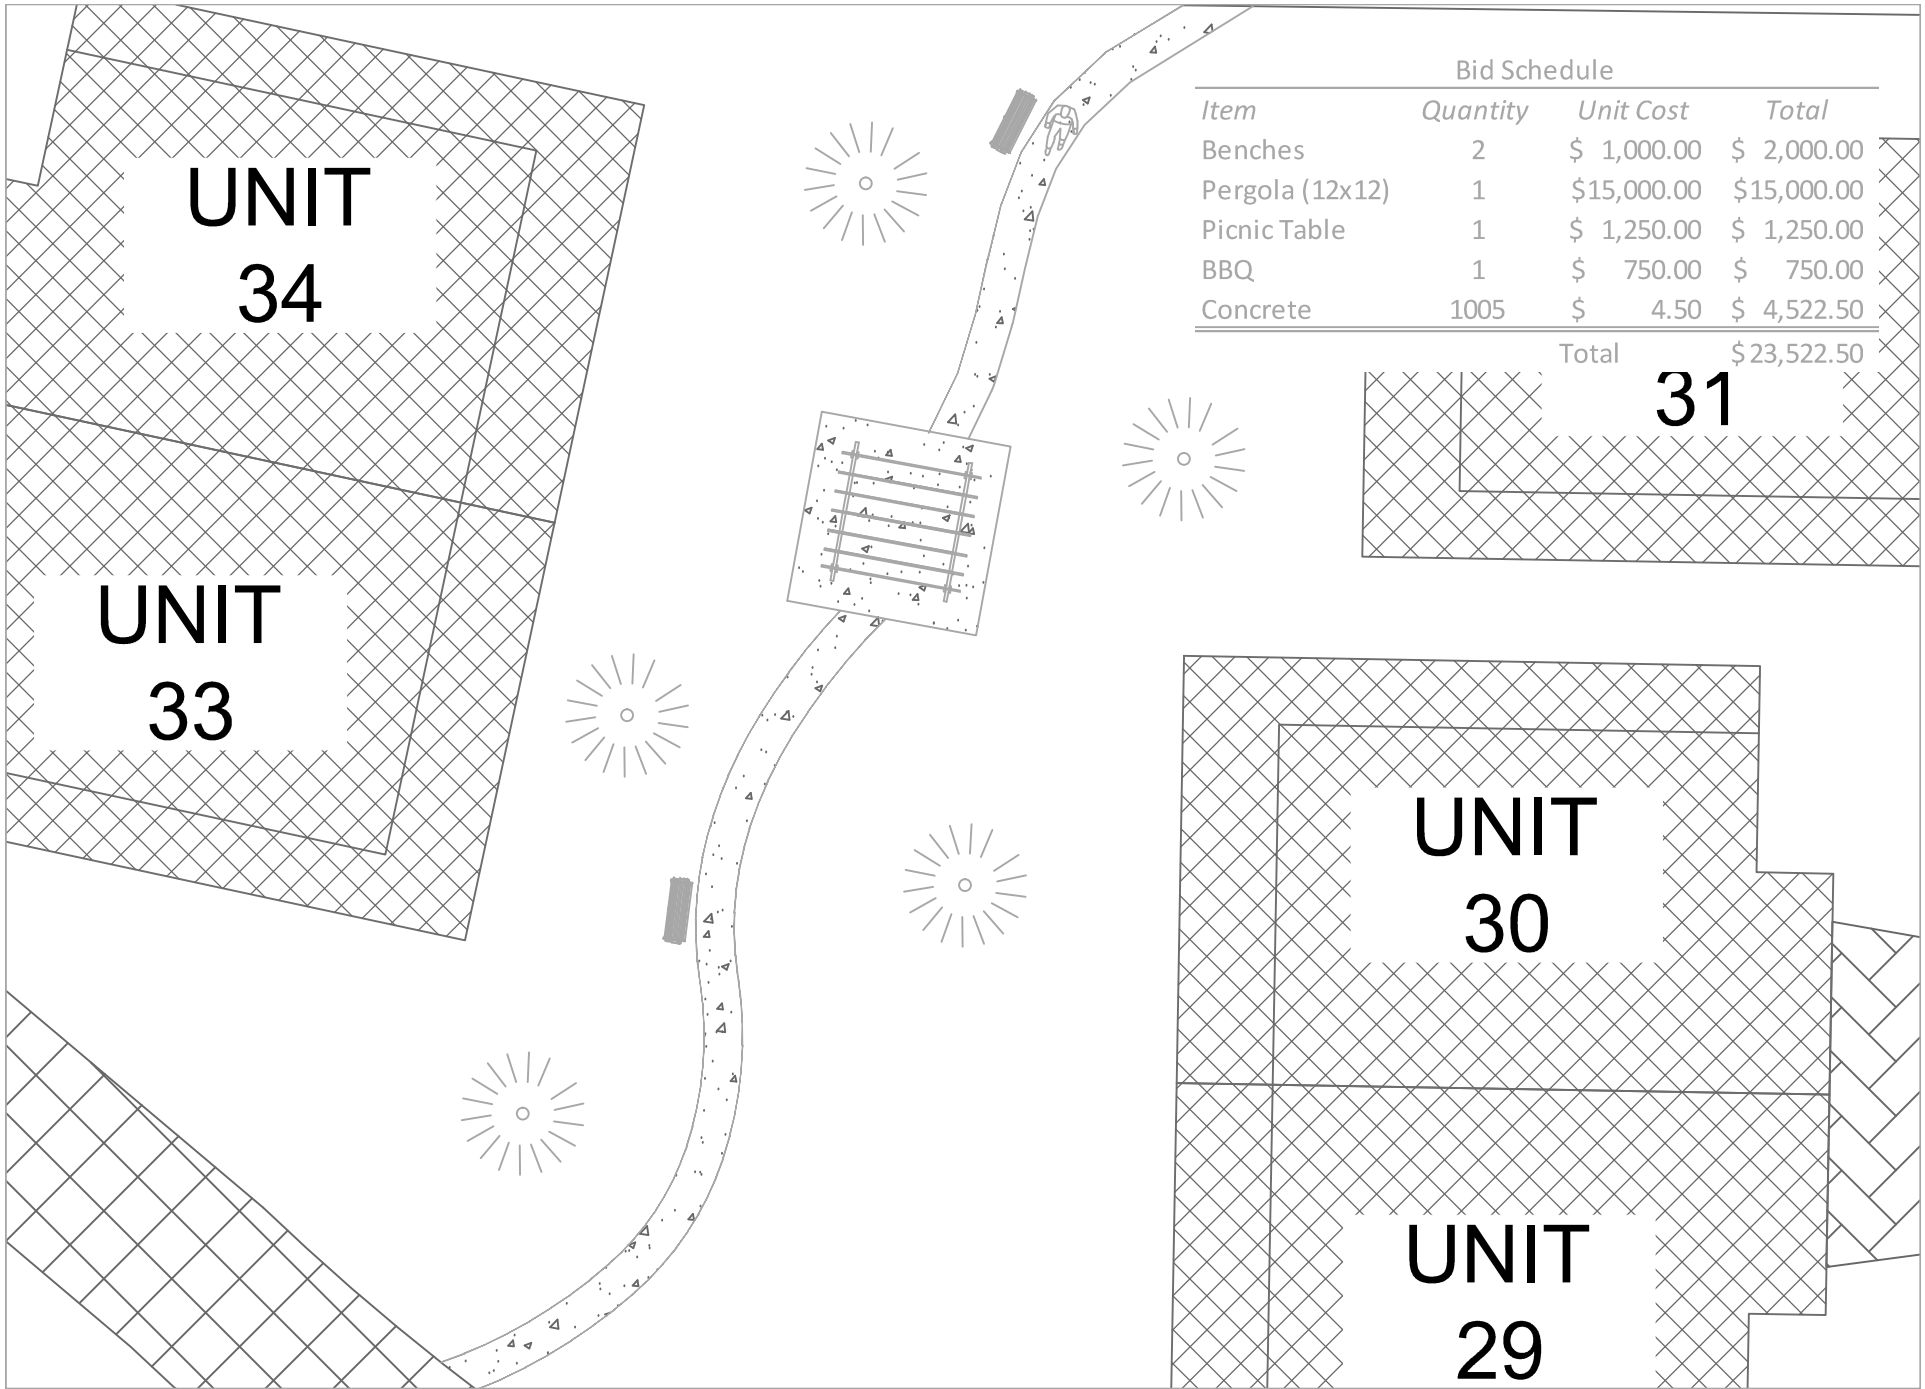 Bid Schedule
Item Quantity Unit Cost Total
Benches 2 $ 1,000.00 $ 2,000.00
Pergola (12x12) 1 $15,000.00 $15,000.00
Picnic Table 1 $ 1,250.00 $ 1,250.00
BBQ 1 $ 750.00 $ 750.00
Concrete 1005 $ 4.50 $ 4,522.50
Total $23,522.50
UNIT
34
31
UNIT
33
UNIT
30
UNIT
29